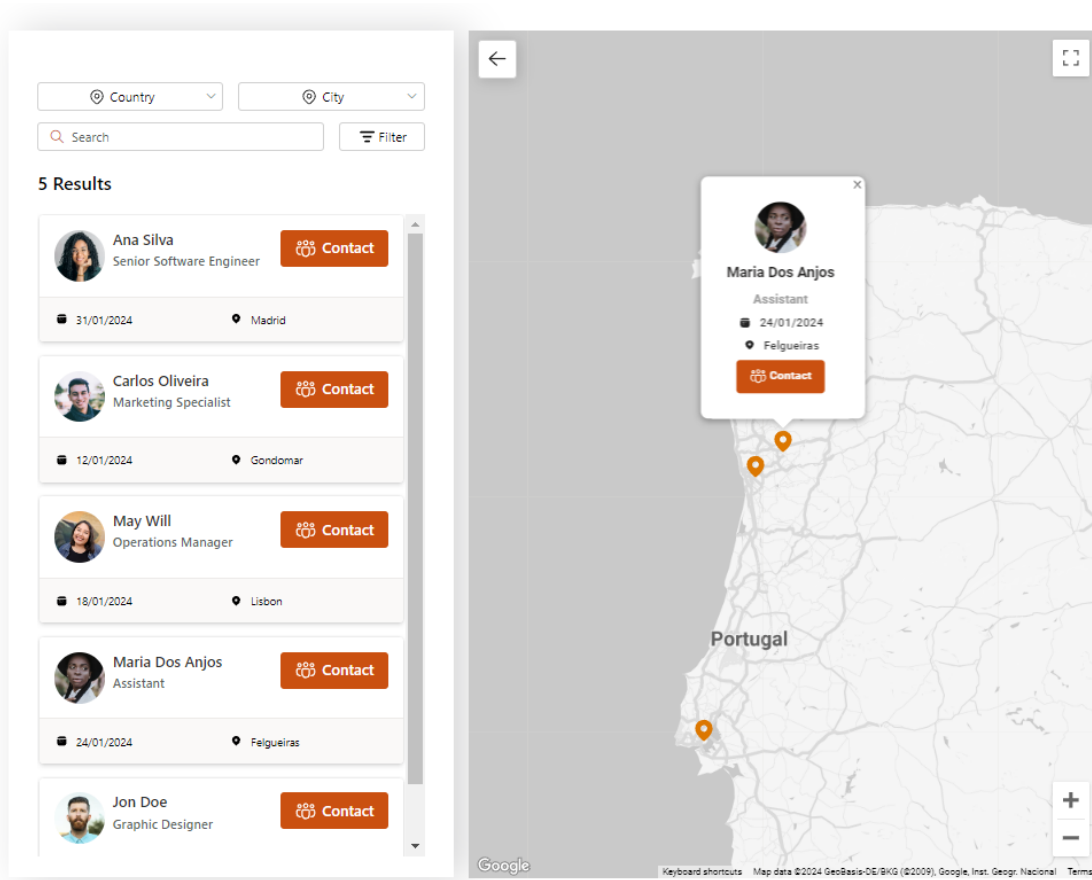 Country
City
Search
Filter
5 Results
Ana Silva
Senior Software Engineer
Contact
31/01/2024
Madrid
Carlos Oliveira
Marketing Specialist
Contact
12/01/2024
Gondomar
May Will
Operations Manager
Contact
18/01/2024
Lisbon
Maria Dos Anjos
Assistant
Contact
24/01/2024
Felgueiras
Jon Doe
Graphic Designer
Contact
Maria Dos Anjos
Assistant
24/01/2024
Felgueiras
Contact
Portugal
Google
Keyboard shortcuts Map data ©2024 GeoBasis-DE/BKG (©2009), Google, Inst. Geogr. Nacional Terms